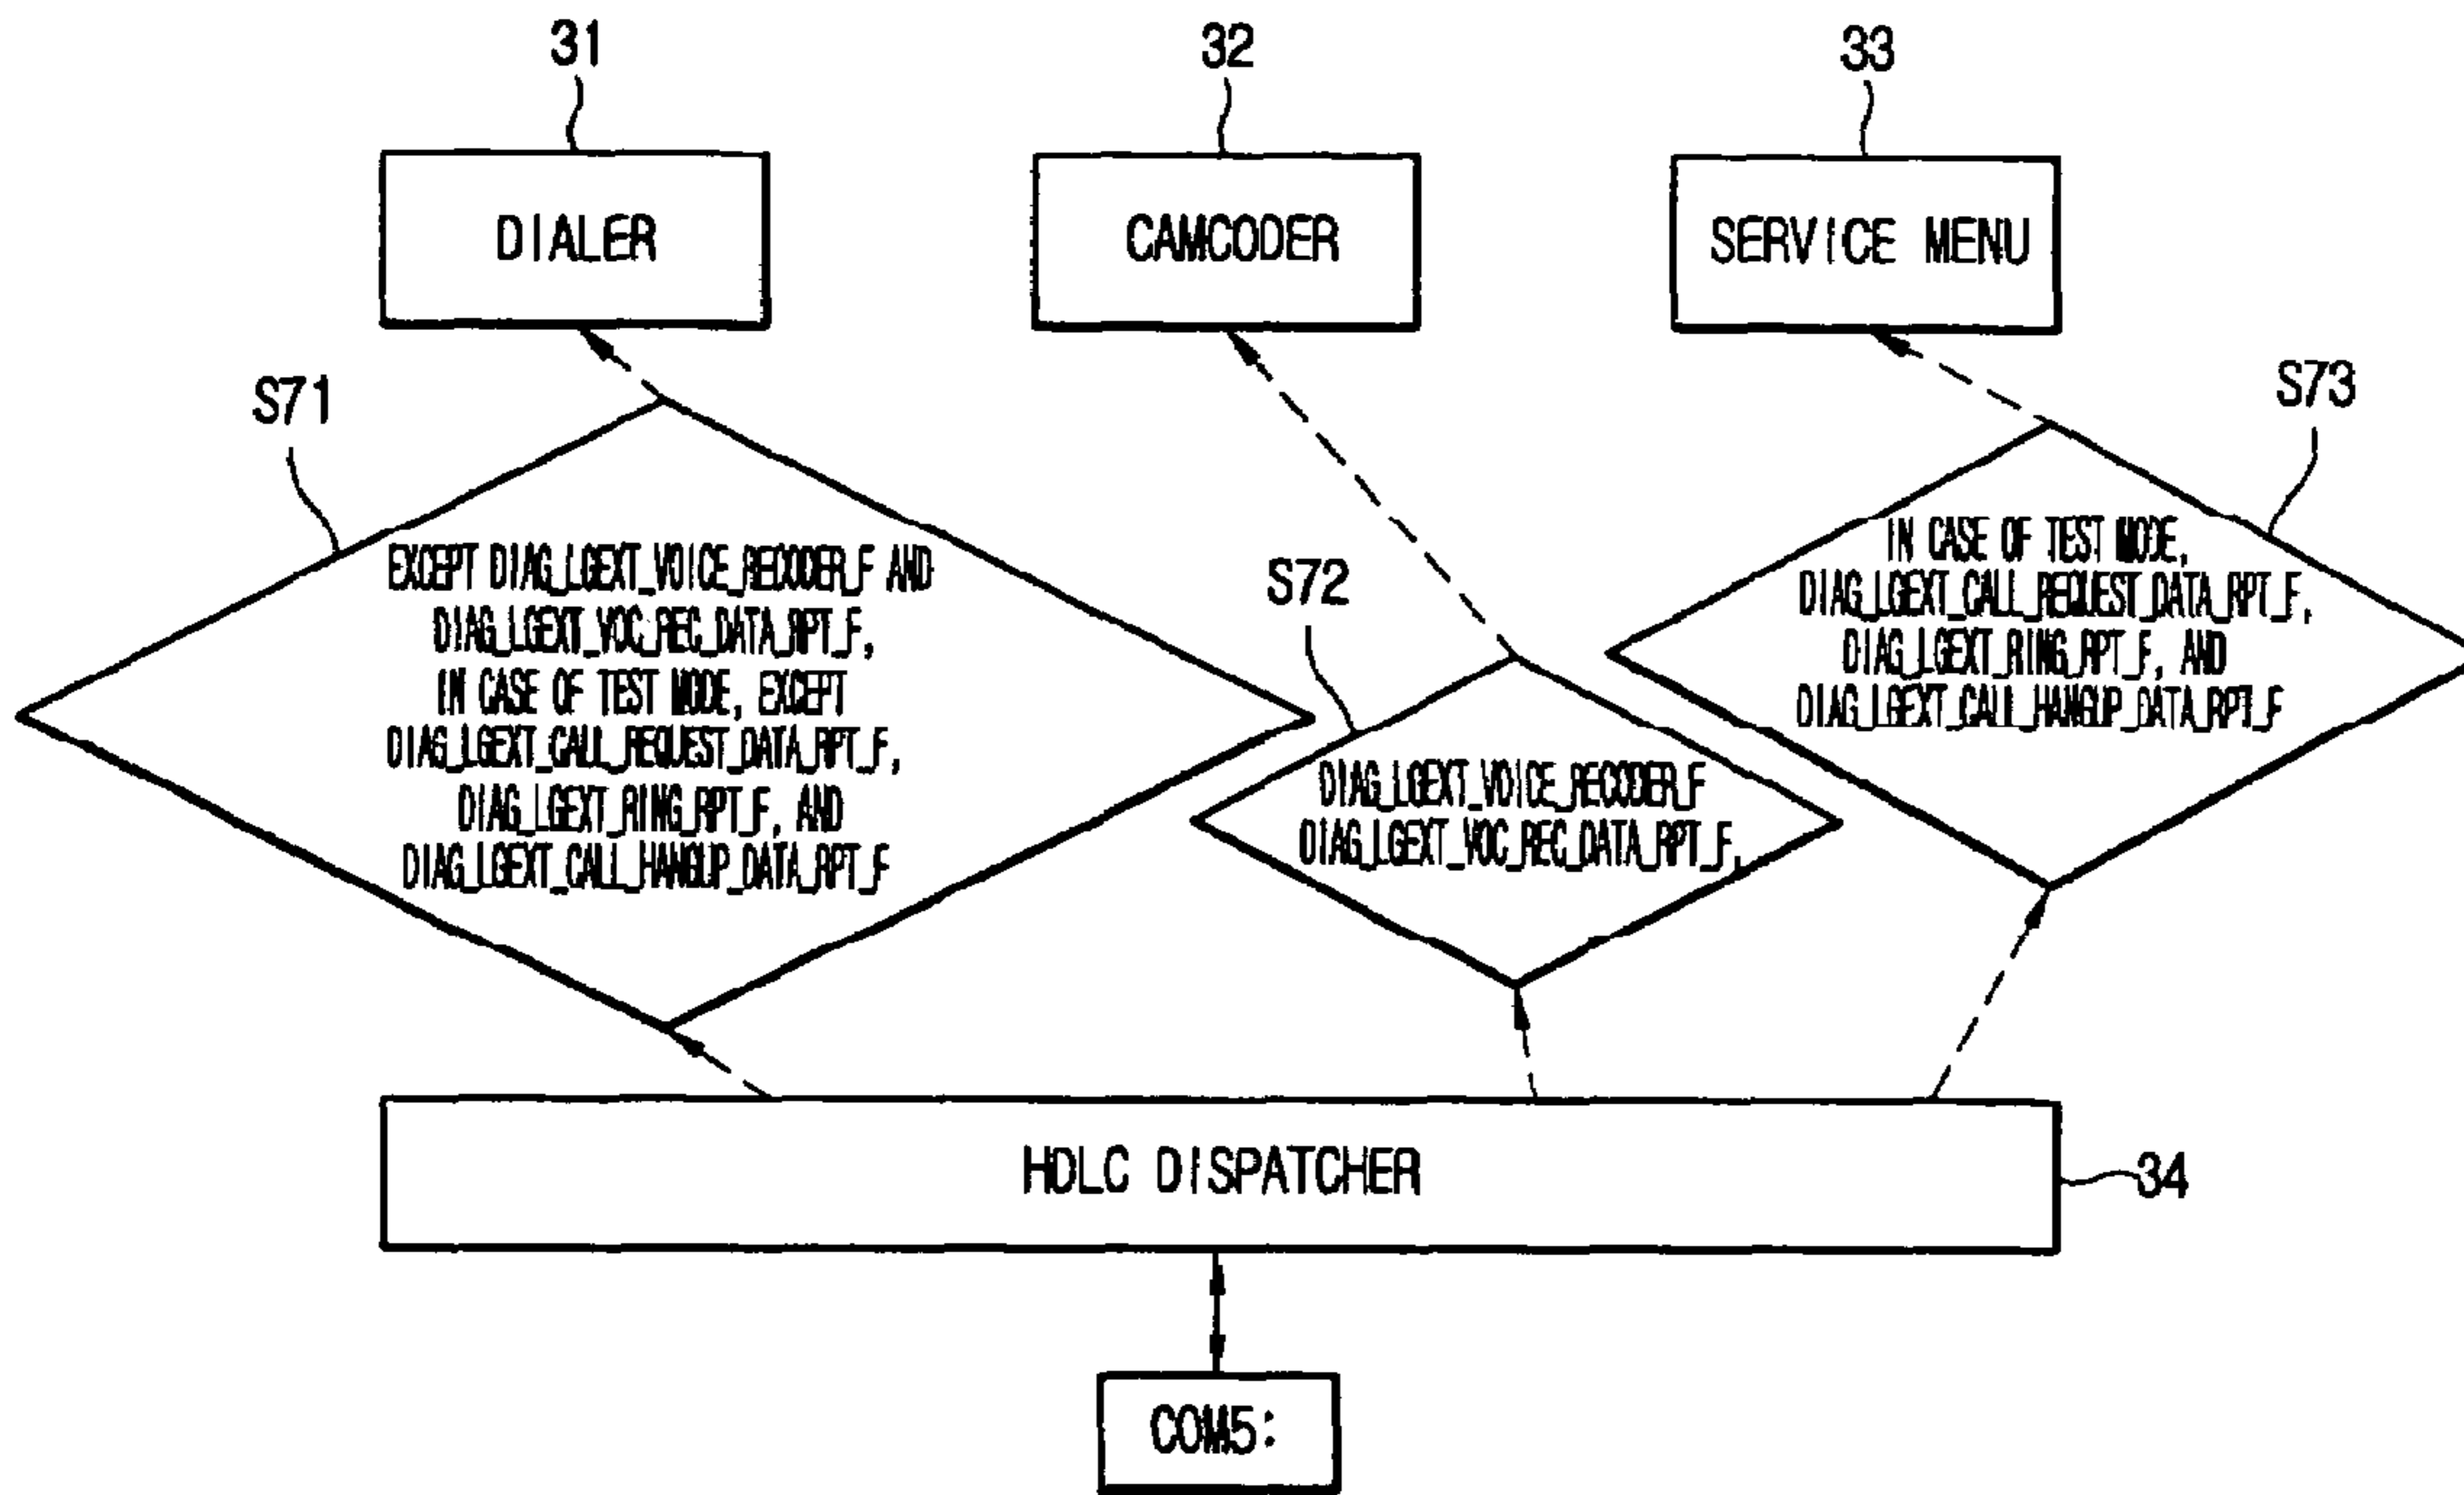 31
32
33
DIALER
CAMCODER
SERVICE MENU
S71
S72
S73
EXCEPT DIAG_LGEXT_VOICE_RECODER_F AND
DIAG_LGEXT_VOC_REC_DATA_RPT_F,
IN CASE OF TEST MODE, EXCEPT
DIAG_LGEXT_CALL_REQUEST_DATA_RPT_F,
DIAG_LGEXT_RING_RPT_F, AND
DIAG_LGEXT_CALL_HANGUP_DATA_RPT_F
DIAG_LGEXT_VOICE_RECODER_F
DIAG_LGEXT_VOC_REC_DATA_RPT_F,
IN CASE OF TEST MODE,
DIAG_LGEXT_CALL_REQUEST_DATA_RPT_F,
DIAG_LGEXT_RING_RPT_F, AND
DIAG_LGEXT_CALL_HANGUP_DATA_RPT_F
HDLC DISPATCHER
34
COM5: